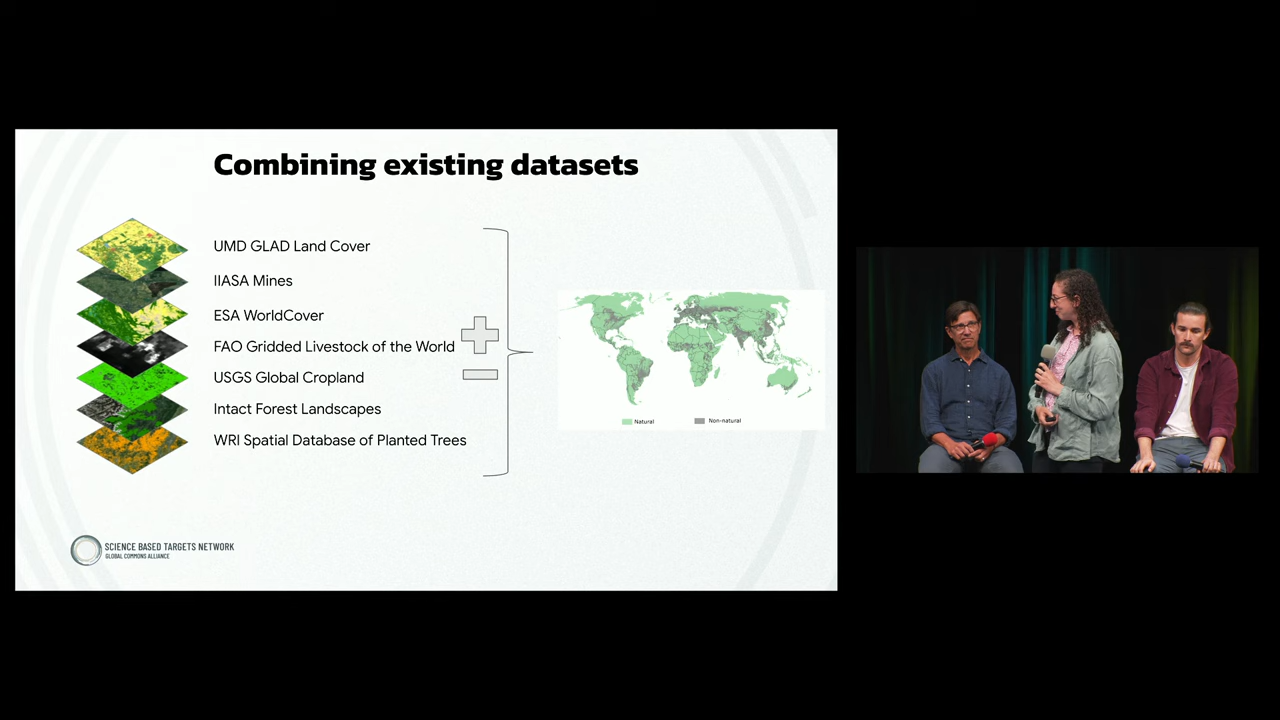 Combining existing datasets
UMD GLAD Land Cover
IIASA Mines
ESA WorldCover
FAO Gridded Livestock of the World
USGS Global Cropland
Intact Forest Landscapes
WRI Spatial Database of Planted Trees
Natural
Non-natural
SCIENCE BASED TARGETS NETWORK
GLOBAL COMMONS ALLIANCE